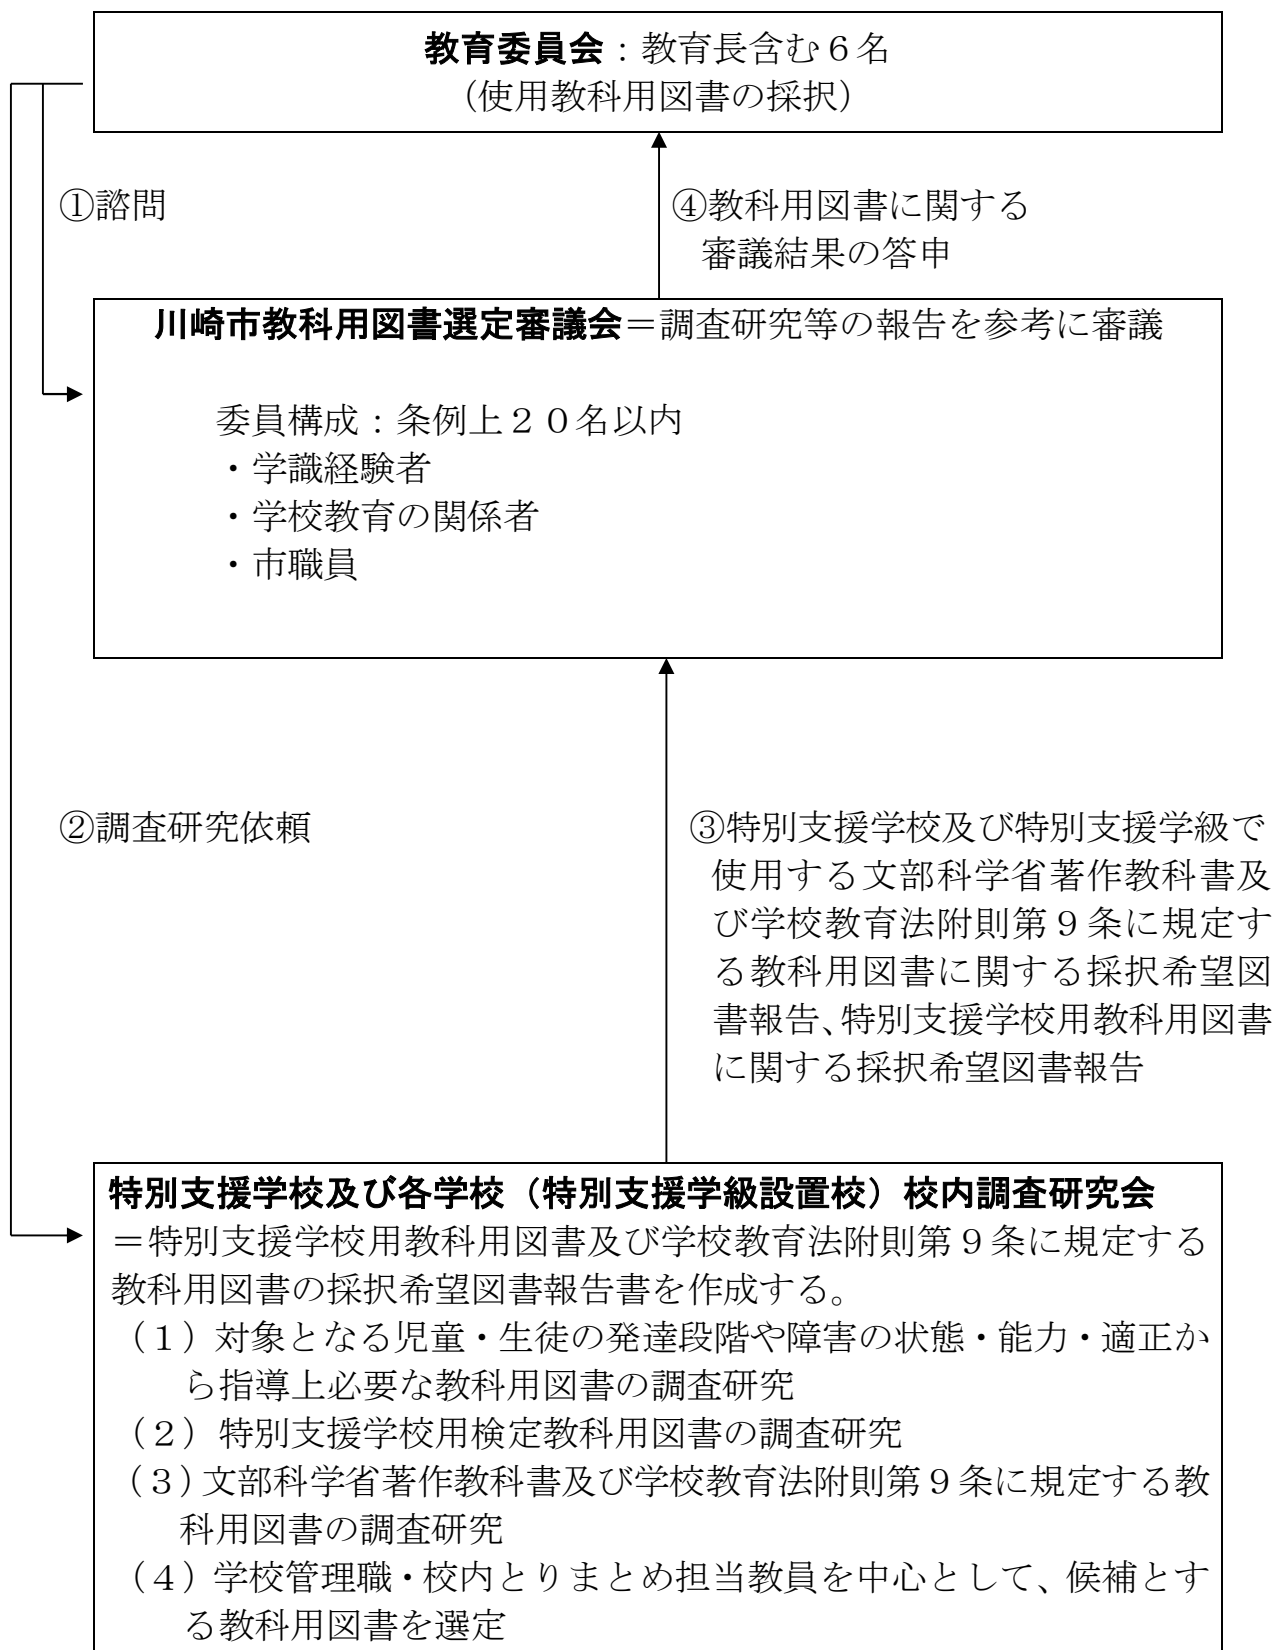 教育委員会：教育長含む６名
（使用教科用図書の採択）
①諮問
④教科用図書に関する
審議結果の答申
川崎市教科用図書選定審議会＝調査研究等の報告を参考に審議
委員構成：条例上２０名以内
・学識経験者
・学校教育の関係者
・市職員
②調査研究依頼
③特別支援学校及び特別支援学級で
使用する文部科学省著作教科書及
び学校教育法附則第９条に規定す
る教科用図書に関する採択希望図
書報告、特別支援学校用教科用図書
に関する採択希望図書報告
特別支援学校及び各学校（特別支援学級設置校）校内調査研究会
＝特別支援学校用教科用図書及び学校教育法附則第９条に規定する
教科用図書の採択希望図書報告書を作成する。
（１）対象となる児童・生徒の発達段階や障害の状態・能力・適正か
ら指導上必要な教科用図書の調査研究
（２）特別支援学校用検定教科用図書の調査研究
（３）文部科学省著作教科書及び学校教育法附則第９条に規定する教
科用図書の調査研究
（４）学校管理職・校内とりまとめ担当教員を中心として、候補とす
る教科用図書を選定